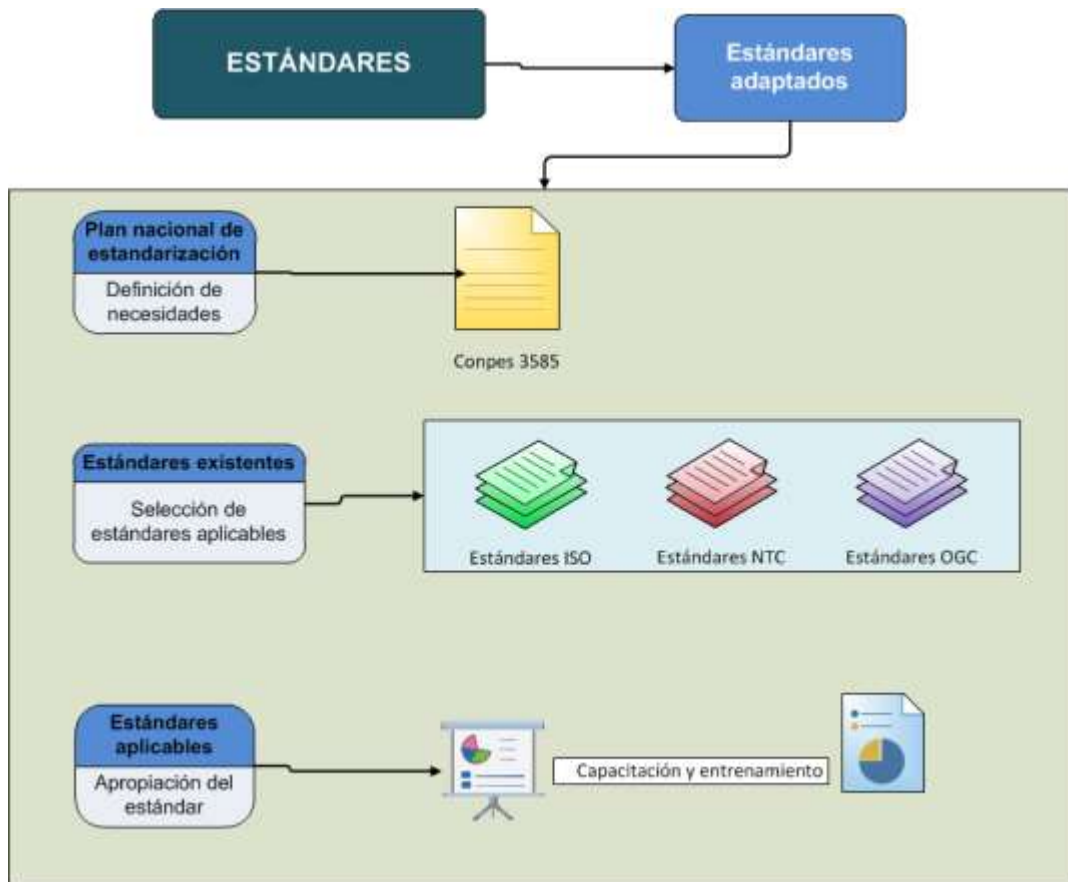 ESTÁNDARES
Estándares
adaptados
Plan nacional de
estandarización
Definición de
necesidades
Conpes 3585
Estándares existentes
Selección de
estándares aplicables
Estándares ISO
Estándares NTC
Estándares OGC
Estándares
aplicables
Apropiación del
estándar
Capacitación y entrenamiento